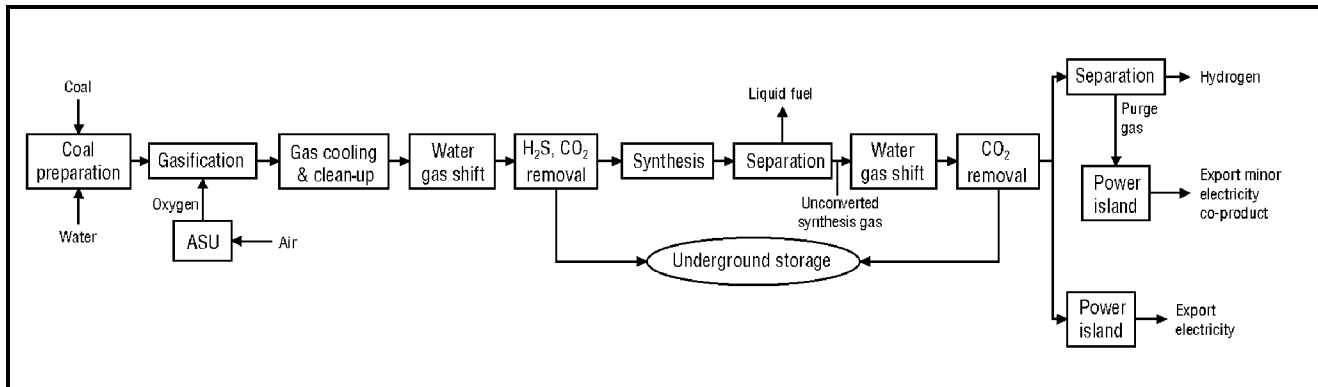 Coal
Coal
preparation
Water
Gasification
Oxygen
ASU
Air
Gas cooling
& clean-up
Water
gas shift
H₂S, CO₂
removal
Synthesis
Liquid fuel
Separation
Unconverted
synthesis gas
Water
gas shift
CO₂
removal
Underground storage
Separation
Hydrogen
Purge
gas
Power
island
Export minor
electricity
co-product
Power
island
Export
electricity